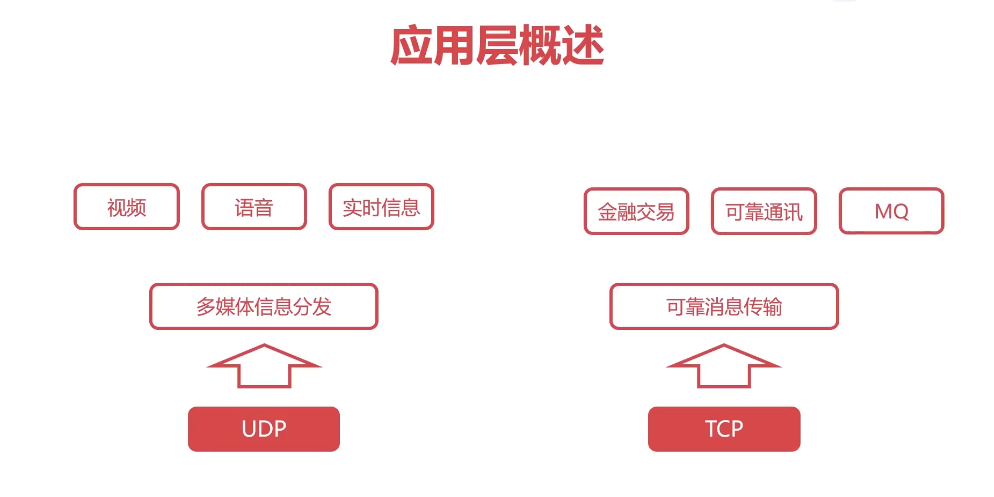 应用层概述
视频 语音 实时信息
多媒体信息分发
UDP
金融交易 可靠通讯 MQ
可靠消息传输
TCP